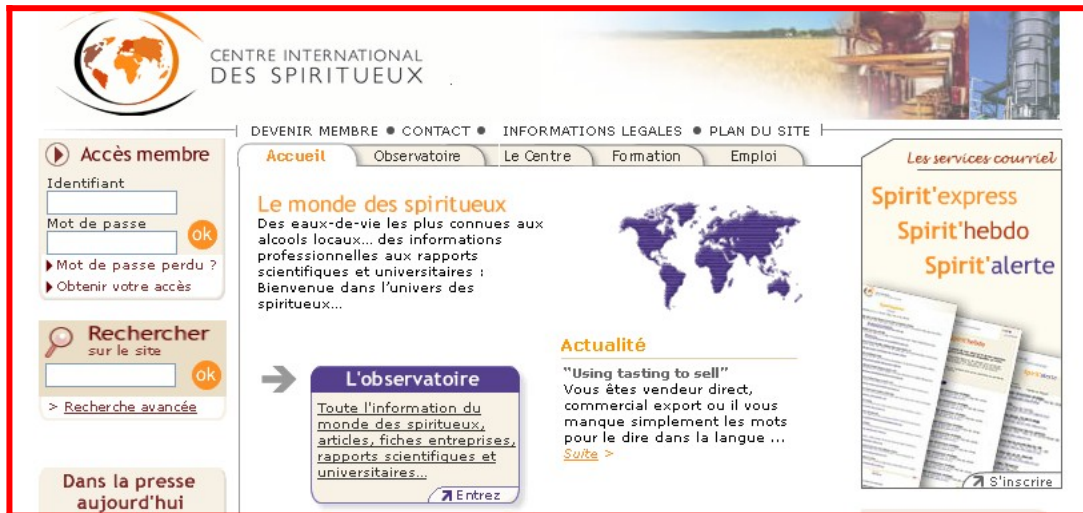 CENTRE INTERNATIONAL
DES SPIRITUEUX
DEVENIR MEMBRE ● CONTACT ● INFORMATIONS LEGALES ● PLAN DU SITE
Accès membre
Identifiant
Mot de passe
ok
Mot de passe perdu ?
Obtenir votre accès
Rechercher
sur le site
ok
> Recherche avancée
Dans la presse
aujourd'hui
Accueil Observatoire Le Centre Formation Emploi
Le monde des spiritueux
Des eaux-de-vie les plus connues aux
alcools locaux... des informations
professionnelles aux rapports
scientifiques et universitaires :
Bienvenue dans l'univers des
spiritueux...
L'observatoire
Toute l'information du
monde des spiritueux,
articles, fiches entreprises,
rapports scientifiques et
universitaires...
Entrez
Actualité
"Using tasting to sell"
Vous êtes vendeur direct,
commercial export ou il vous
manque simplement les mots
pour le dire dans la langue ...
Suite >
Les services courriel
Spirit'express
Spirit'hebdo
Spirit'alerte
S'inscrire